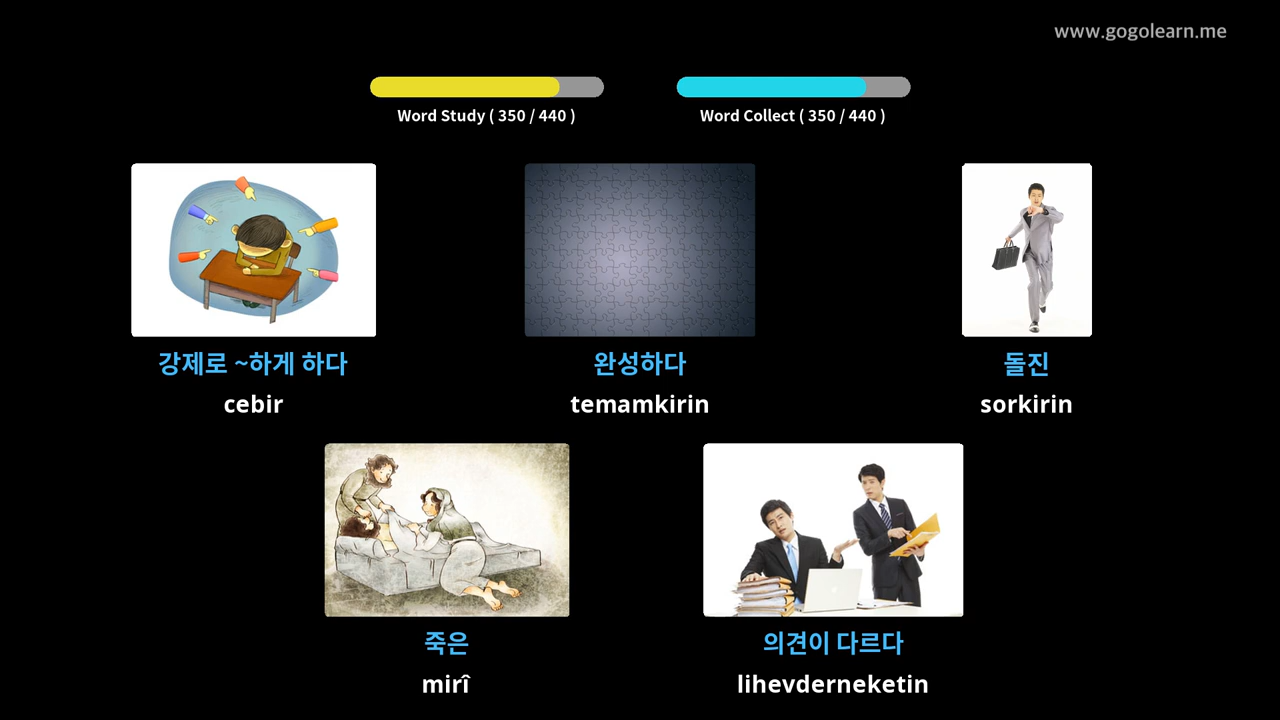 www.gogolearn.me
Word Study ( 350 / 440 )
Word Collect ( 350 / 440 )
강제로 ~하게 하다
cebir
완성하다
temamkirin
돌진
sorkirin
죽은
mirî
의견이 다르다
lihevderneketin